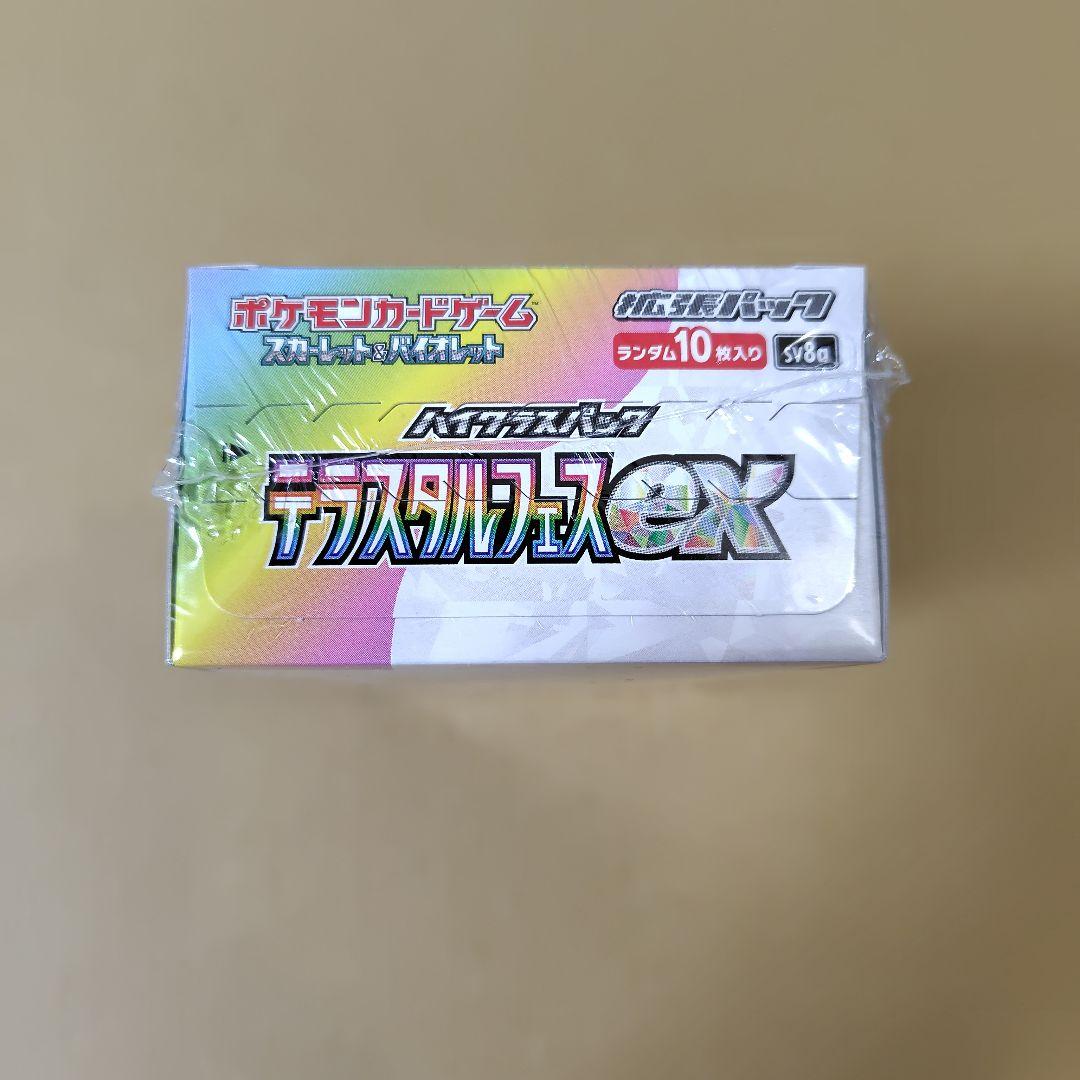 ポケモンカードゲーム™
スカーレット&バイオレット
拡張パック
ランダム10枚入り
sv8a
ハイクラスパック
テラスタルフェスex